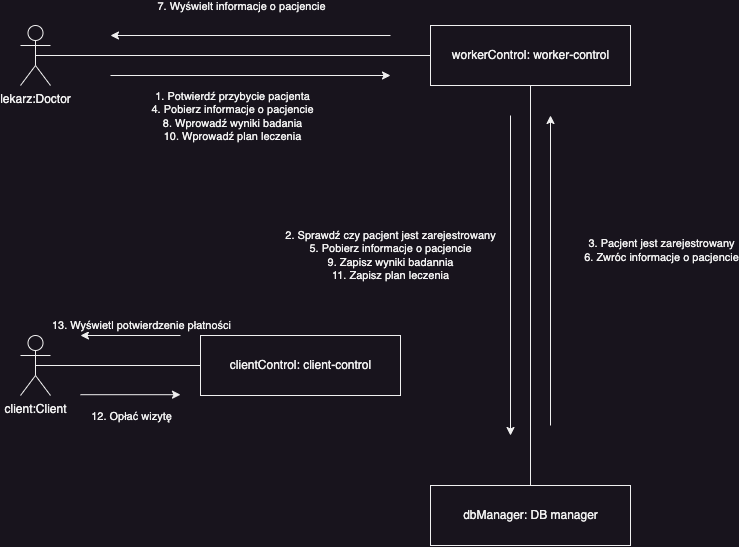 7. Wyświelt informacje o pacjencie
workerControl: worker-control
lekarz:Doctor
1. Potwierdź przybycie pajenta
4. Pobierz informacje o pacjencie
8. Wprowadź wyniki badania
10. Wprowadź plan leczenia
2. Sprawdź czy pacjent jest zarejestrowany
5. Pobierz informacje o pacjencie
9. Zapisz wyniki badannia
11. Zapisz plan leczenia
3. Pacjent jest zarejestrowany
6. Zwróc informacje o pacjencie
13. Wyświetl potwierdzenie płatności
clientControl: client-control
client:Client
12. Opłać wizytę
dbManager: DB manager